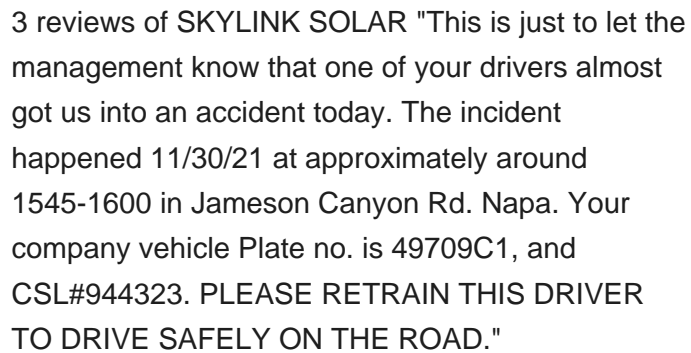 3 reviews of SKYLINK SOLAR "This is just to let the
management know that one of your drivers almost
got us into an accident today. The incident
happened 11/30/21 at approximately around
1545-1600 in Jameson Canyon Rd. Napa. Your
company vehicle Plate no. is 49709C1, and
CSL#944323. PLEASE RETRAIN THIS DRIVER
TO DRIVE SAFELY ON THE ROAD."